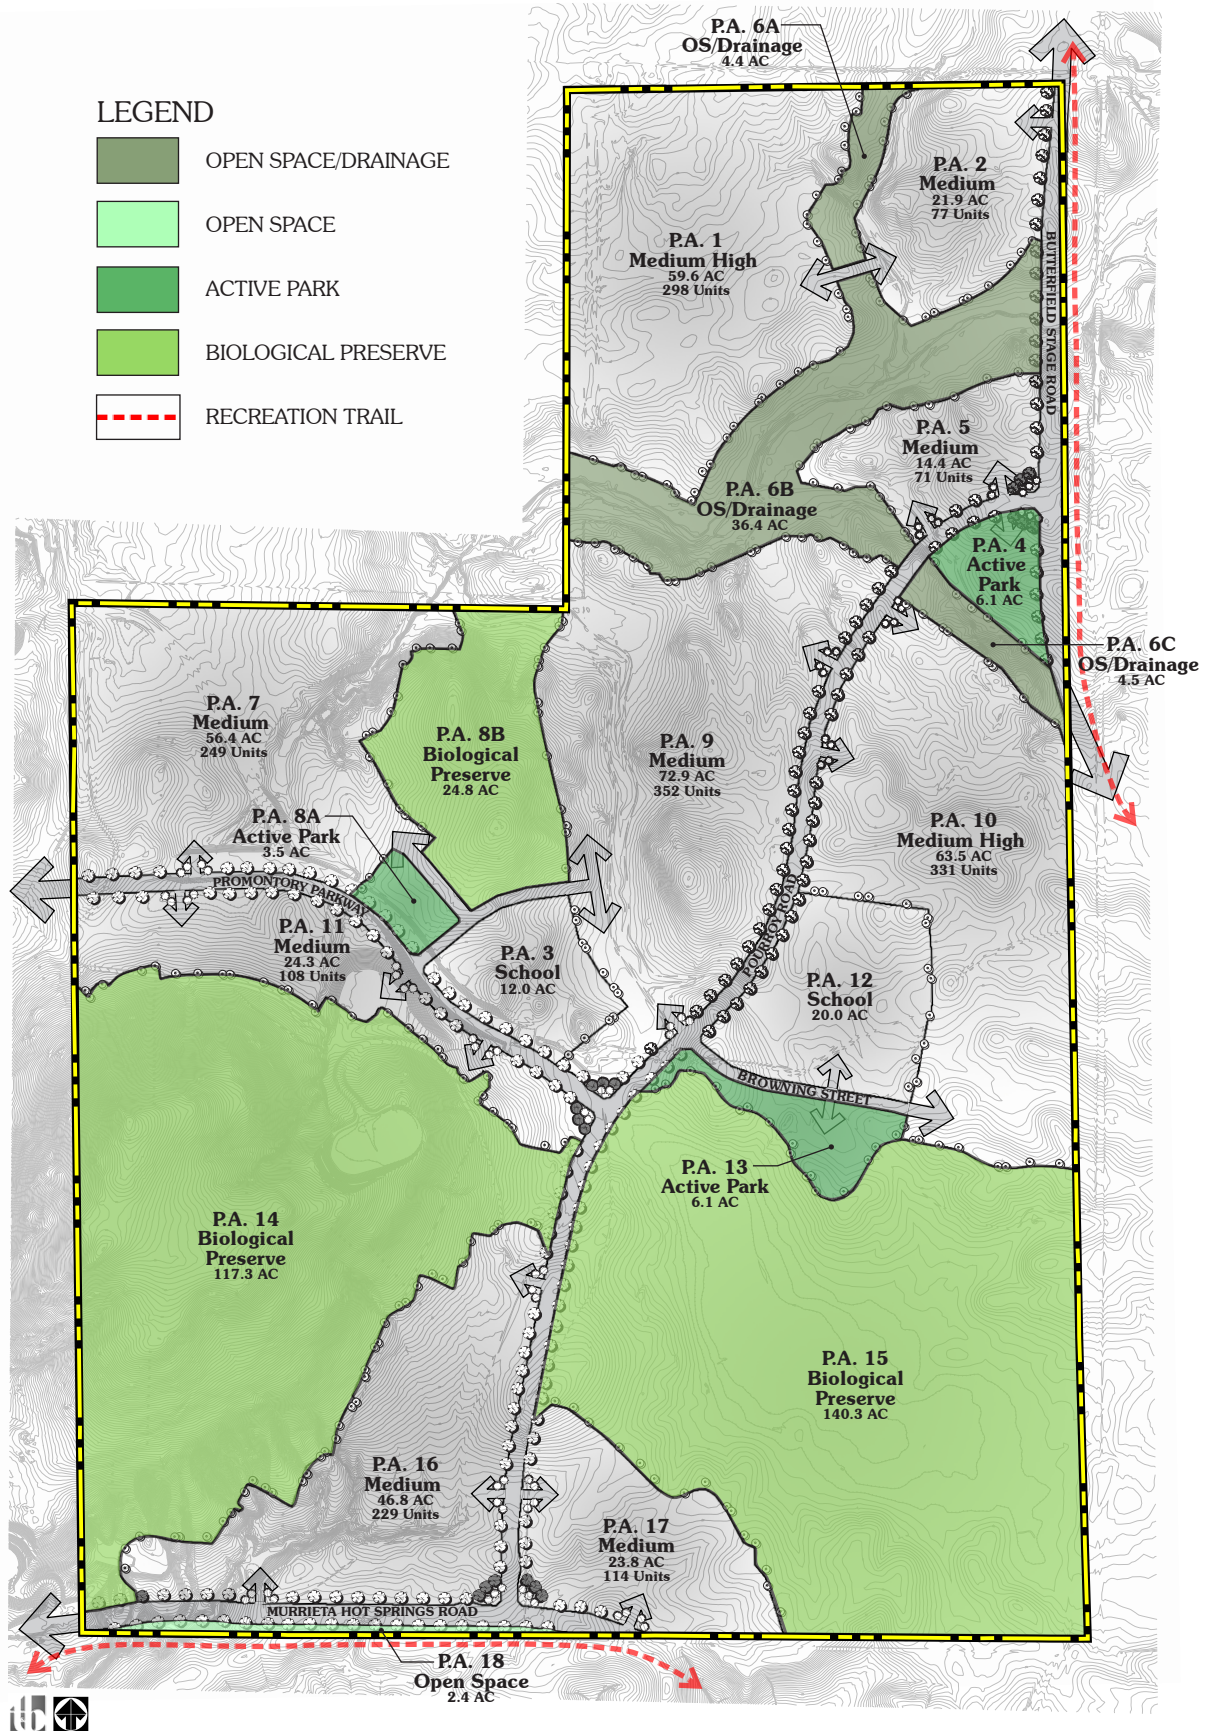 P.A. 6A
OS/Drainage
4.4 AC
LEGEND
OPEN SPACE/DRAINAGE
OPEN SPACE
ACTIVE PARK
BIOLOGICAL PRESERVE
RECREATION TRAIL
P.A. 2
Medium
21.9 AC
77 Units
P.A. 1
Medium High
59.6 AC
298 Units
BUTTERFIELD STAGE ROAD
P.A. 5
Medium
14.4 AC
71 Units
P.A. 6B
OS/Drainage
36.4 AC
P.A. 4
Active
Park
6.1 AC
P.A. 6C
OS/Drainage
4.5 AC
P.A. 7
Medium
56.4 AC
249 Units
P.A. 8B
Biological
Preserve
24.8 AC
P.A. 9
Medium
72.9 AC
352 Units
P.A. 8A
Active Park
3.5 AC
P.A. 10
Medium High
63.5 AC
331 Units
PROMONTORY PARKWAY
POURROY ROAD
P.A. 11
Medium
24.3 AC
108 Units
P.A. 3
School
12.0 AC
P.A. 12
School
20.0 AC
BROWNING STREET
P.A. 13
Active Park
6.1 AC
P.A. 14
Biological
Preserve
117.3 AC
P.A. 15
Biological
Preserve
140.3 AC
P.A. 16
Medium
46.8 AC
229 Units
P.A. 17
Medium
23.8 AC
114 Units
MURRIETA HOT SPRINGS ROAD
P.A. 18
Open Space
2.4 AC